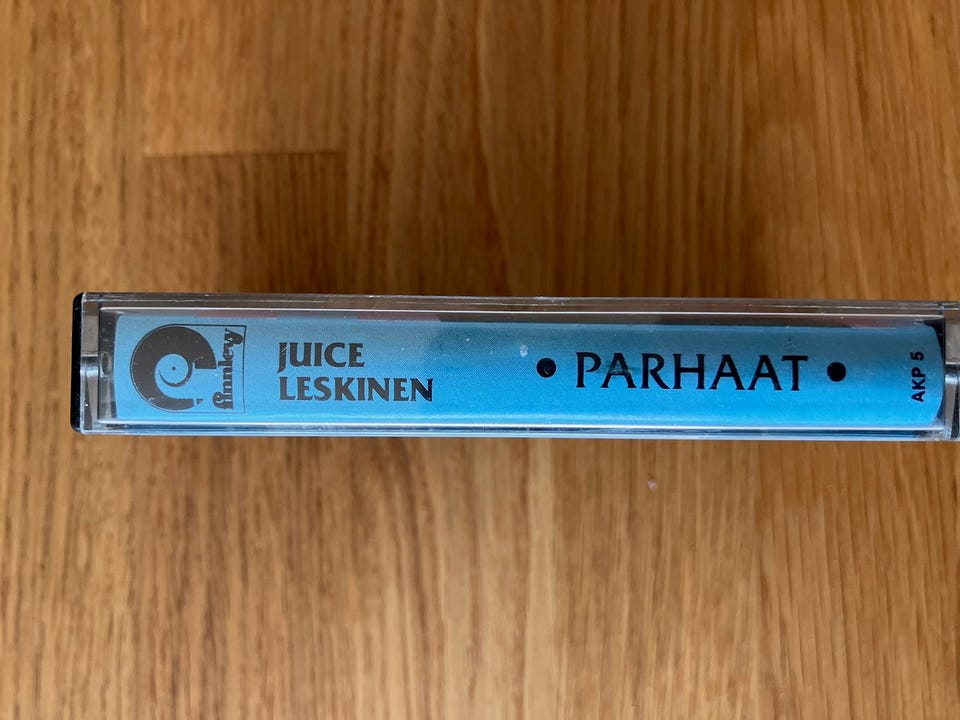 finnlevy
JUICE
LESKINEN
• PARHAAT •
AKP 5